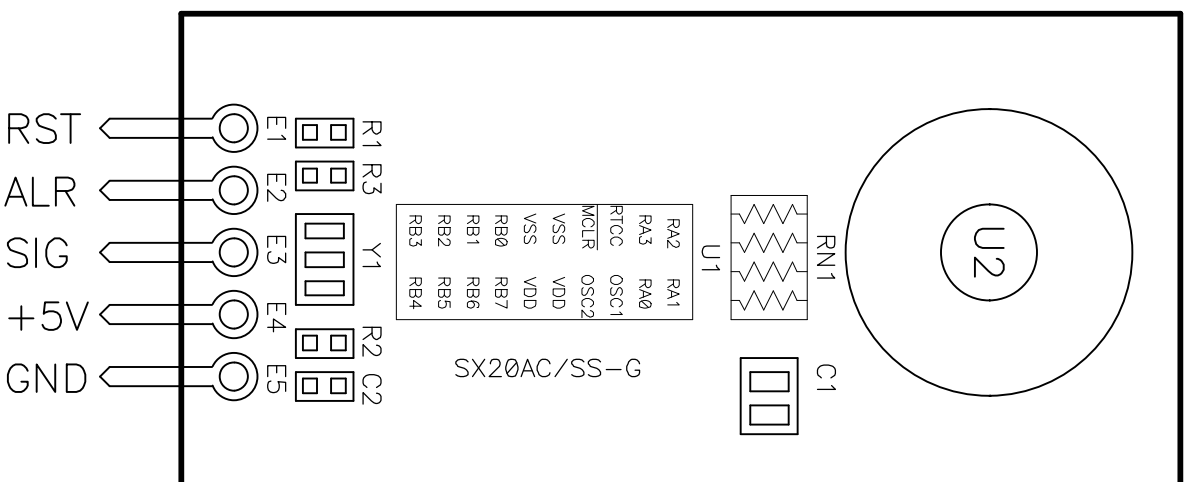 RST
ALR
SIG
+5V
GND
E1
E2
E3
E4
E5
R1
R3
Y1
R2
C2
RB3
RB2
RB1
RB0
VSS
VSS
MCLR
RTCC
RA3
RA2
RB4
RB5
RB6
RB7
VDD
VDD
OSC2
OSC1
RA0
RA1
U1
SX20AC/SS-G
RN1
C1
U2